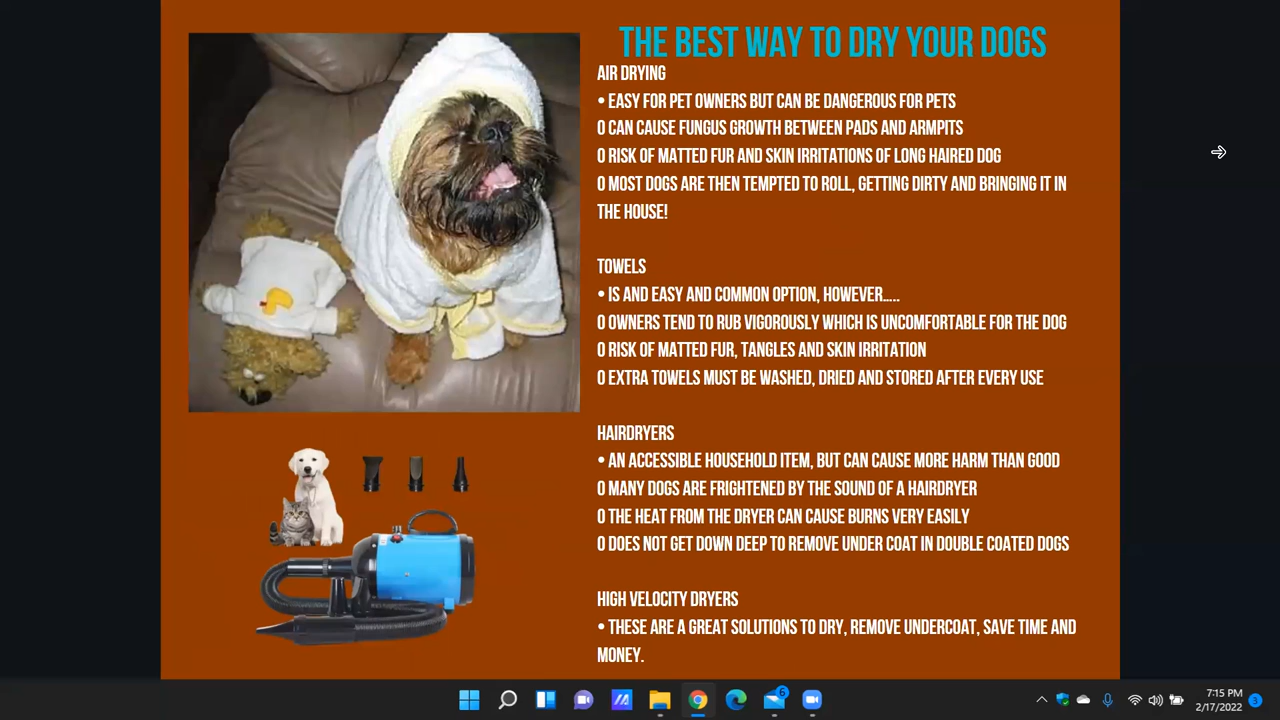 THE BEST WAY TO DRY YOUR DOGS
AIR DRYING
• EASY FOR PET OWNERS BUT CAN BE DANGEROUS FOR PETS
O CAN CAUSE FUNGUS GROWTH BETWEEN PADS AND ARMPITS
O RISK OF MATTED FUR AND SKIN IRRITATIONS OF LONG HAIRED DOG
O MOST DOGS ARE THEN TEMPTED TO ROLL, GETTING DIRTY AND BRINGING IT IN
THE HOUSE!
TOWELS
• IS AND EASY AND COMMON OPTION, HOWEVER.....
O OWNERS TEND TO RUB VIGOROUSLY WHICH IS UNCOMFORTABLE FOR THE DOG
O RISK OF MATTED FUR, TANGLES AND SKIN IRRITATION
O EXTRA TOWELS MUST BE WASHED, DRIED AND STORED AFTER EVERY USE
HAIRDRYERS
• AN ACCESSIBLE HOUSEHOLD ITEM, BUT CAN CAUSE MORE HARM THAN GOOD
O MANY DOGS ARE FRIGHTENED BY THE SOUND OF A HAIRDRYER
O THE HEAT FROM THE DRYER CAN CAUSE BURNS VERY EASILY
O DOES NOT GET DOWN DEEP TO REMOVE UNDER COAT IN DOUBLE COATED DOGS
HIGH VELOCITY DRYERS
• THESE ARE A GREAT SOLUTIONS TO DRY, REMOVE UNDERCOAT, SAVE TIME AND
MONEY.
6
7:15 PM
2/17/2022
3